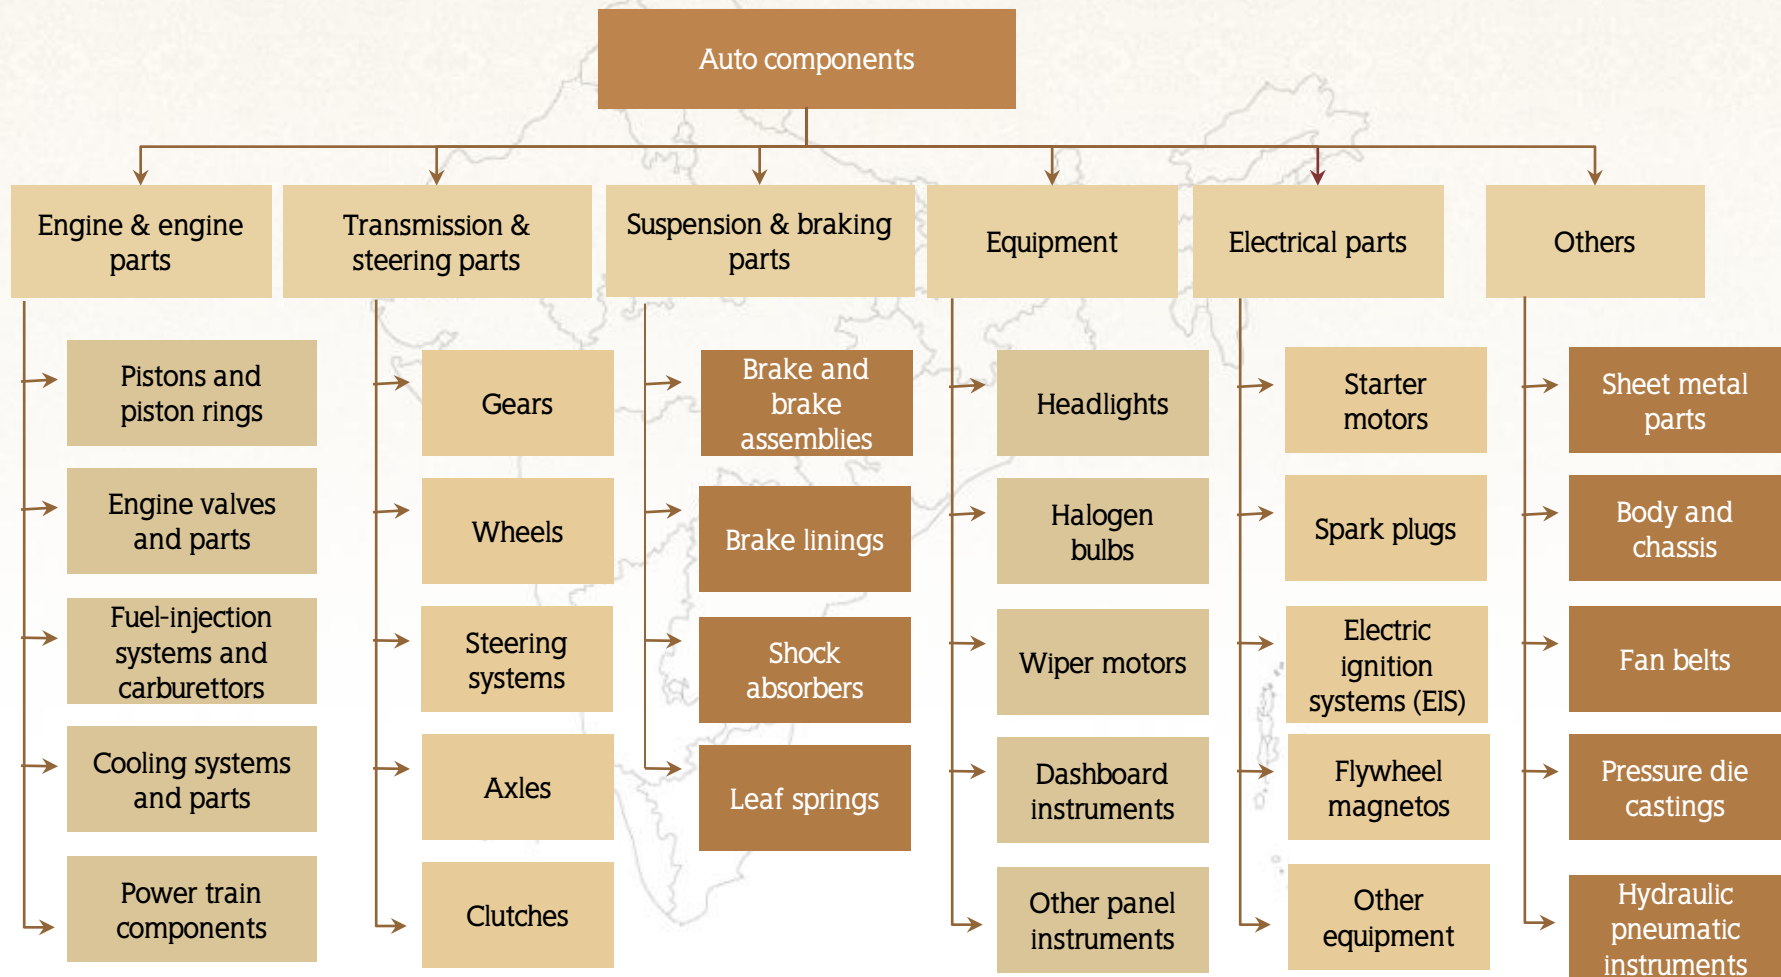 Auto components
Engine & engine
parts
Transmission &
steering parts
Suspension & braking
parts
Equipment
Electrical parts
Others
Pistons and
piston rings
Engine valves
and parts
Fuel-injection
systems and
carburettors
Cooling systems
and parts
Power train
components
Gears
Wheels
Steering
systems
Axles
Clutches
Brake and
brake
assemblies
Brake linings
Shock
absorbers
Leaf springs
Headlights
Halogen
bulbs
Wiper motors
Dashboard
instruments
Other panel
instruments
Starter
motors
Spark plugs
Electric
ignition
systems (EIS)
Flywheel
magnetos
Other
equipment
Sheet metal
parts
Body and
chassis
Fan belts
Pressure die
castings
Hydraulic
pneumatic
instruments